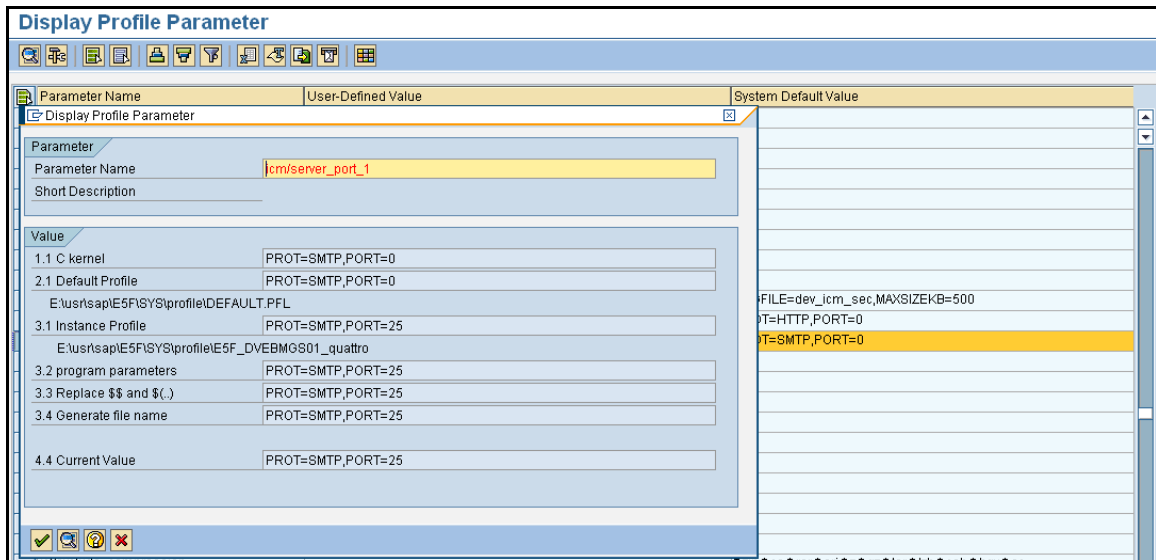 Display Profile Parameter
Parameter Name User-Defined Value System Default Value
Display Profile Parameter
Parameter
Parameter Name icm/server_port_1
Short Description
Value
1.1 C kernel PROT=SMTP,PORT=0
2.1 Default Profile PROT=SMTP,PORT=0
E:\usr\sap\E5F\SYS\profile\DEFAULT.PFL
FILE=dev_icm_sec,MAXSIZEKB=500
3.1 Instance Profile PROT=SMTP,PORT=25
OT=HTTP,PORT=0
E:\usr\sap\E5F\SYS\profile\E5F_DVEBMGS01_quattro
OT=SMTP,PORT=0
3.2 program parameters PROT=SMTP,PORT=25
3.3 Replace $$ and $(..) PROT=SMTP,PORT=25
3.4 Generate file name PROT=SMTP,PORT=25
4.4 Current Value PROT=SMTP,PORT=25